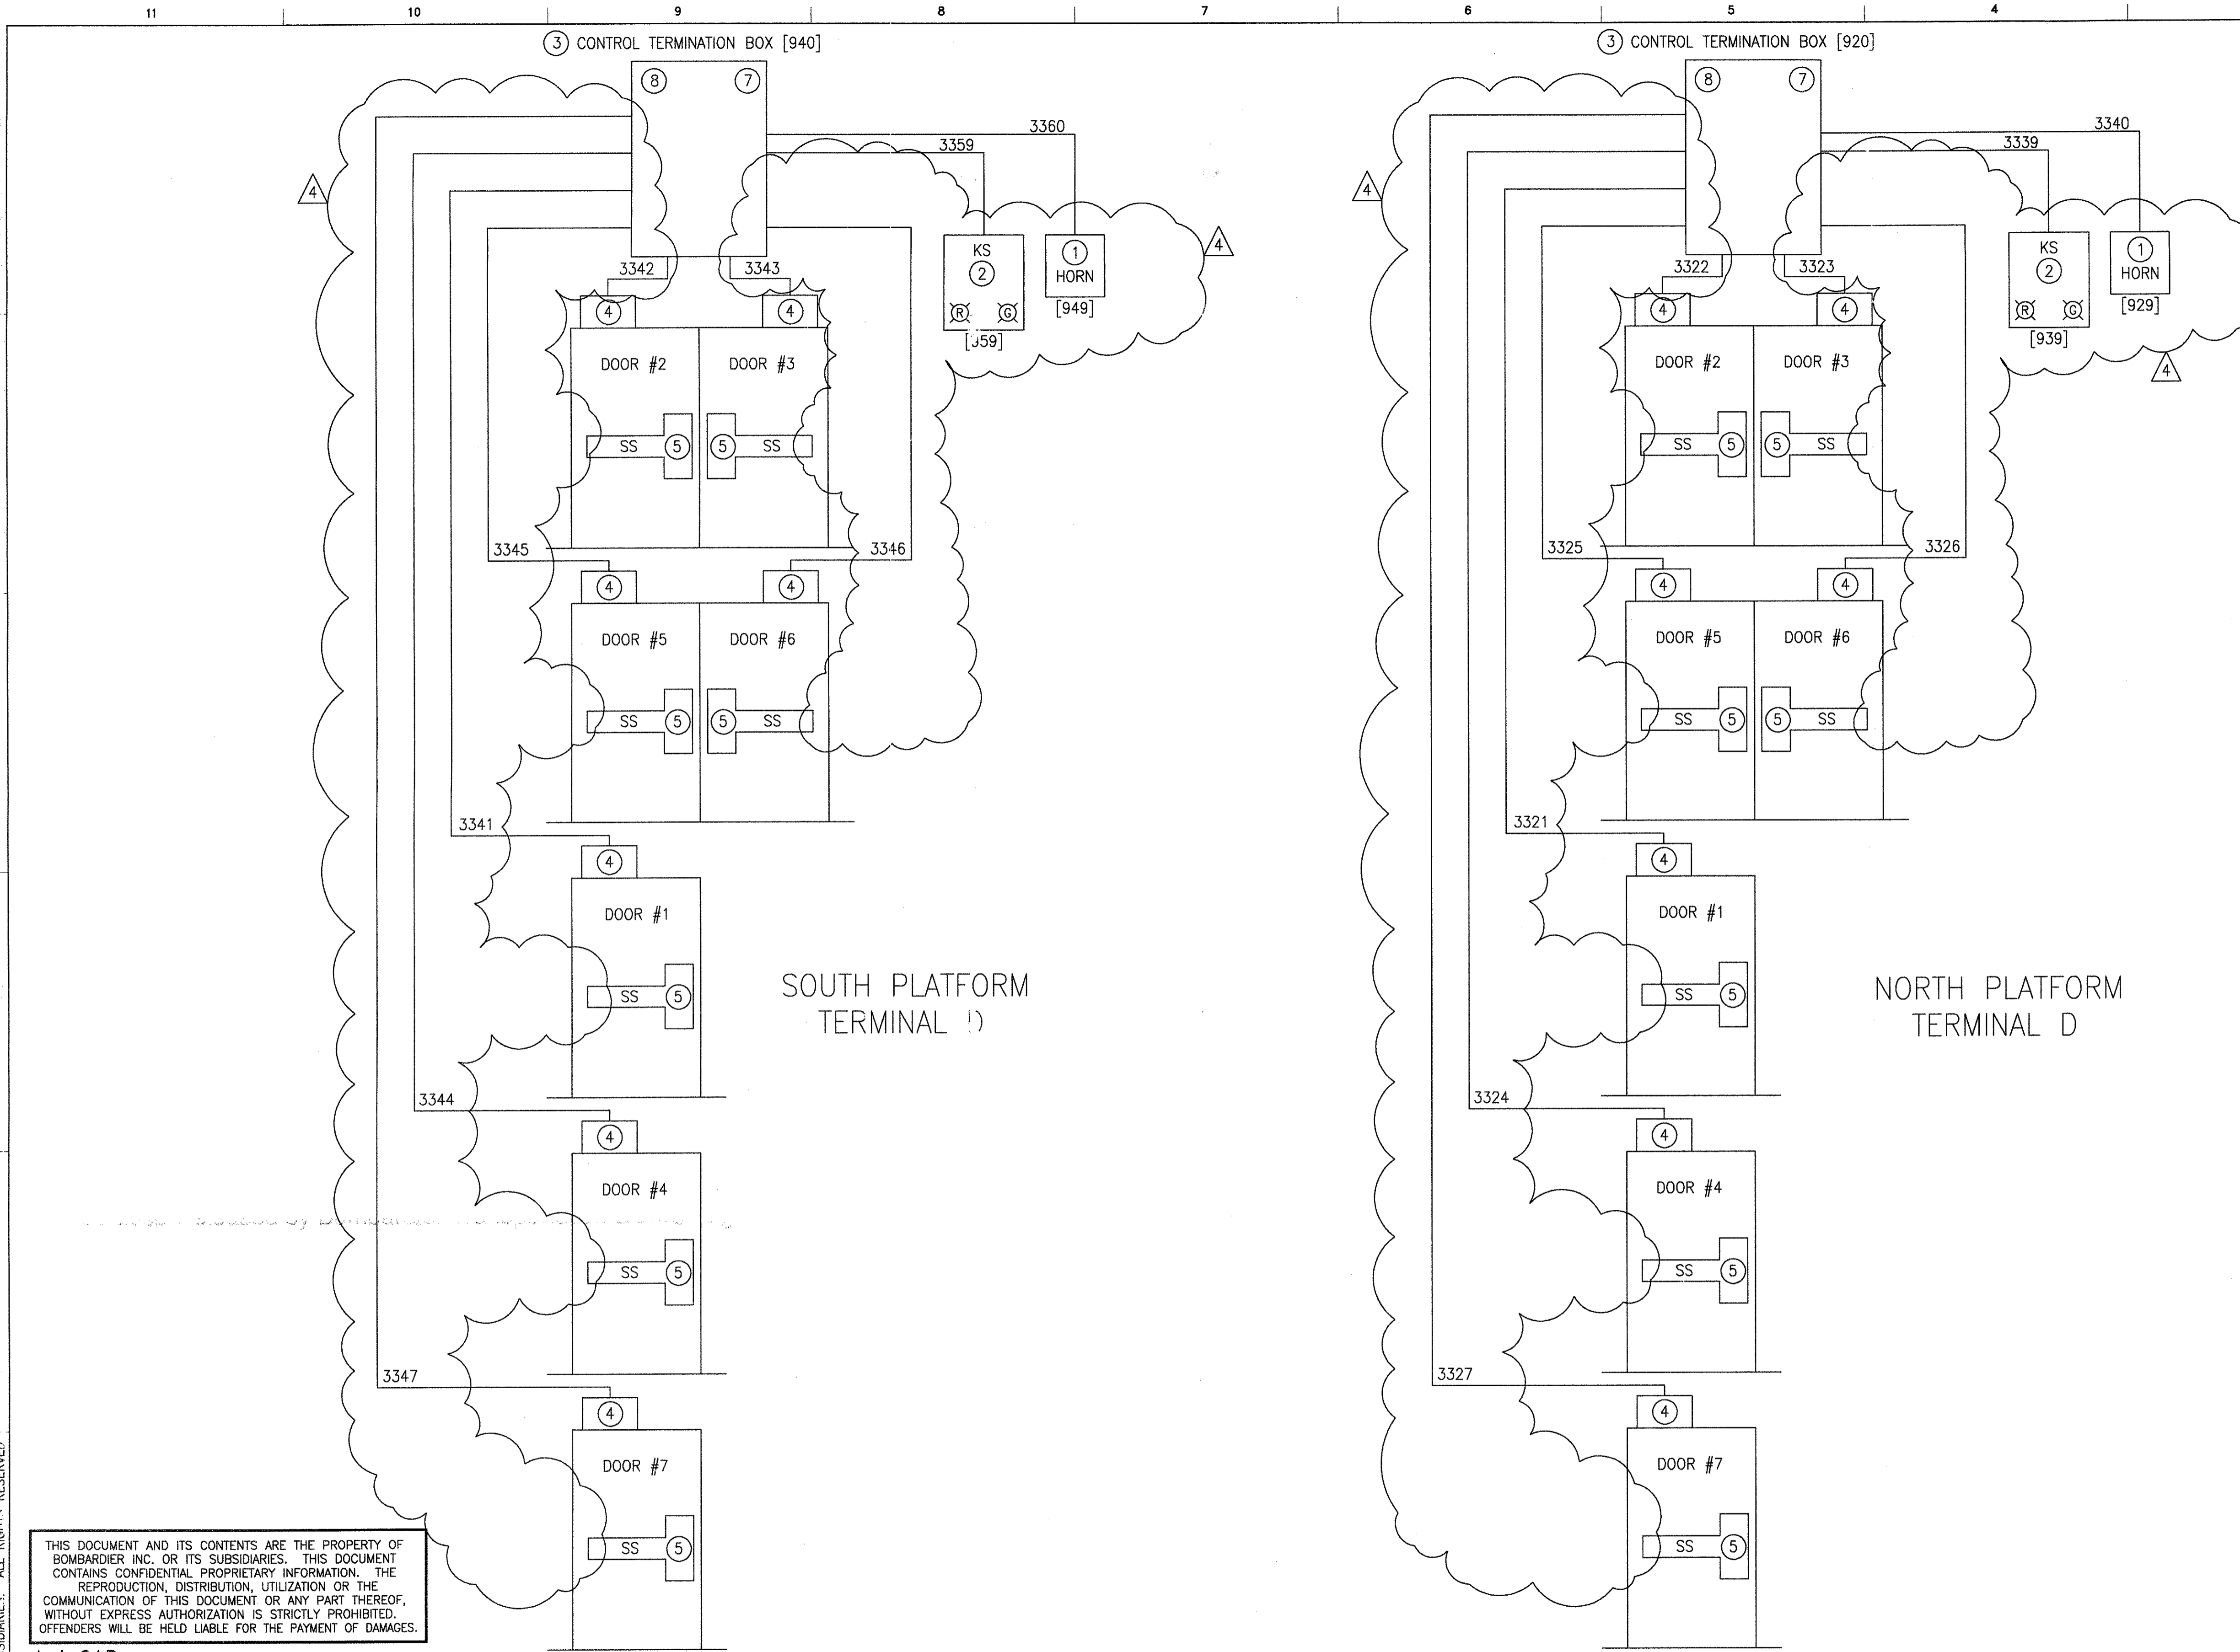 11 10 9 8 7 6 5 4
3 CONTROL TERMINATION BOX [940]
8 7
3360
3359
4
KS
2
R G
1
HORN
[949]
4
3342 3343
4 4
DOOR #2 DOOR #3
SS 5 5 SS
3345 3346
4 4
DOOR #5 DOOR #6
SS 5 5 SS
3341
4
DOOR #1
SS 5
SOUTH PLATFORM
TERMINAL
3344
4
DOOR #4
SS 5
3347
4
DOOR #7
SS 5
3 CONTROL TERMINATION BOX [920]
8 7
3340
3339
4
KS
2
R G
[939]
1
HORN
[929]
4
3322 3323
4 4
DOOR #2 DOOR #3
SS 5 5 SS
3325 3326
4 4
DOOR #5 DOOR #6
SS 5 5 SS
3321
4
DOOR #1
SS 5
NORTH PLATFORM
TERMINAL D
3324
4
DOOR #4
SS 5
3327
4
DOOR #7
SS 5
THIS DOCUMENT AND ITS CONTENTS ARE THE PROPERTY OF
BOMBARDIER INC. OR ITS SUBSIDIARIES. THIS DOCUMENT
CONTAINS CONFIDENTIAL PROPRIETARY INFORMATION. THE
REPRODUCTION, DISTRIBUTION, UTILIZATION OR THE
COMMUNICATION OF THIS DOCUMENT OR ANY PART THEREOF,
WITHOUT EXPRESS AUTHORIZATION IS STRICTLY PROHIBITED.
OFFENDERS WILL BE HELD LIABLE FOR THE PAYMENT OF DAMAGES.